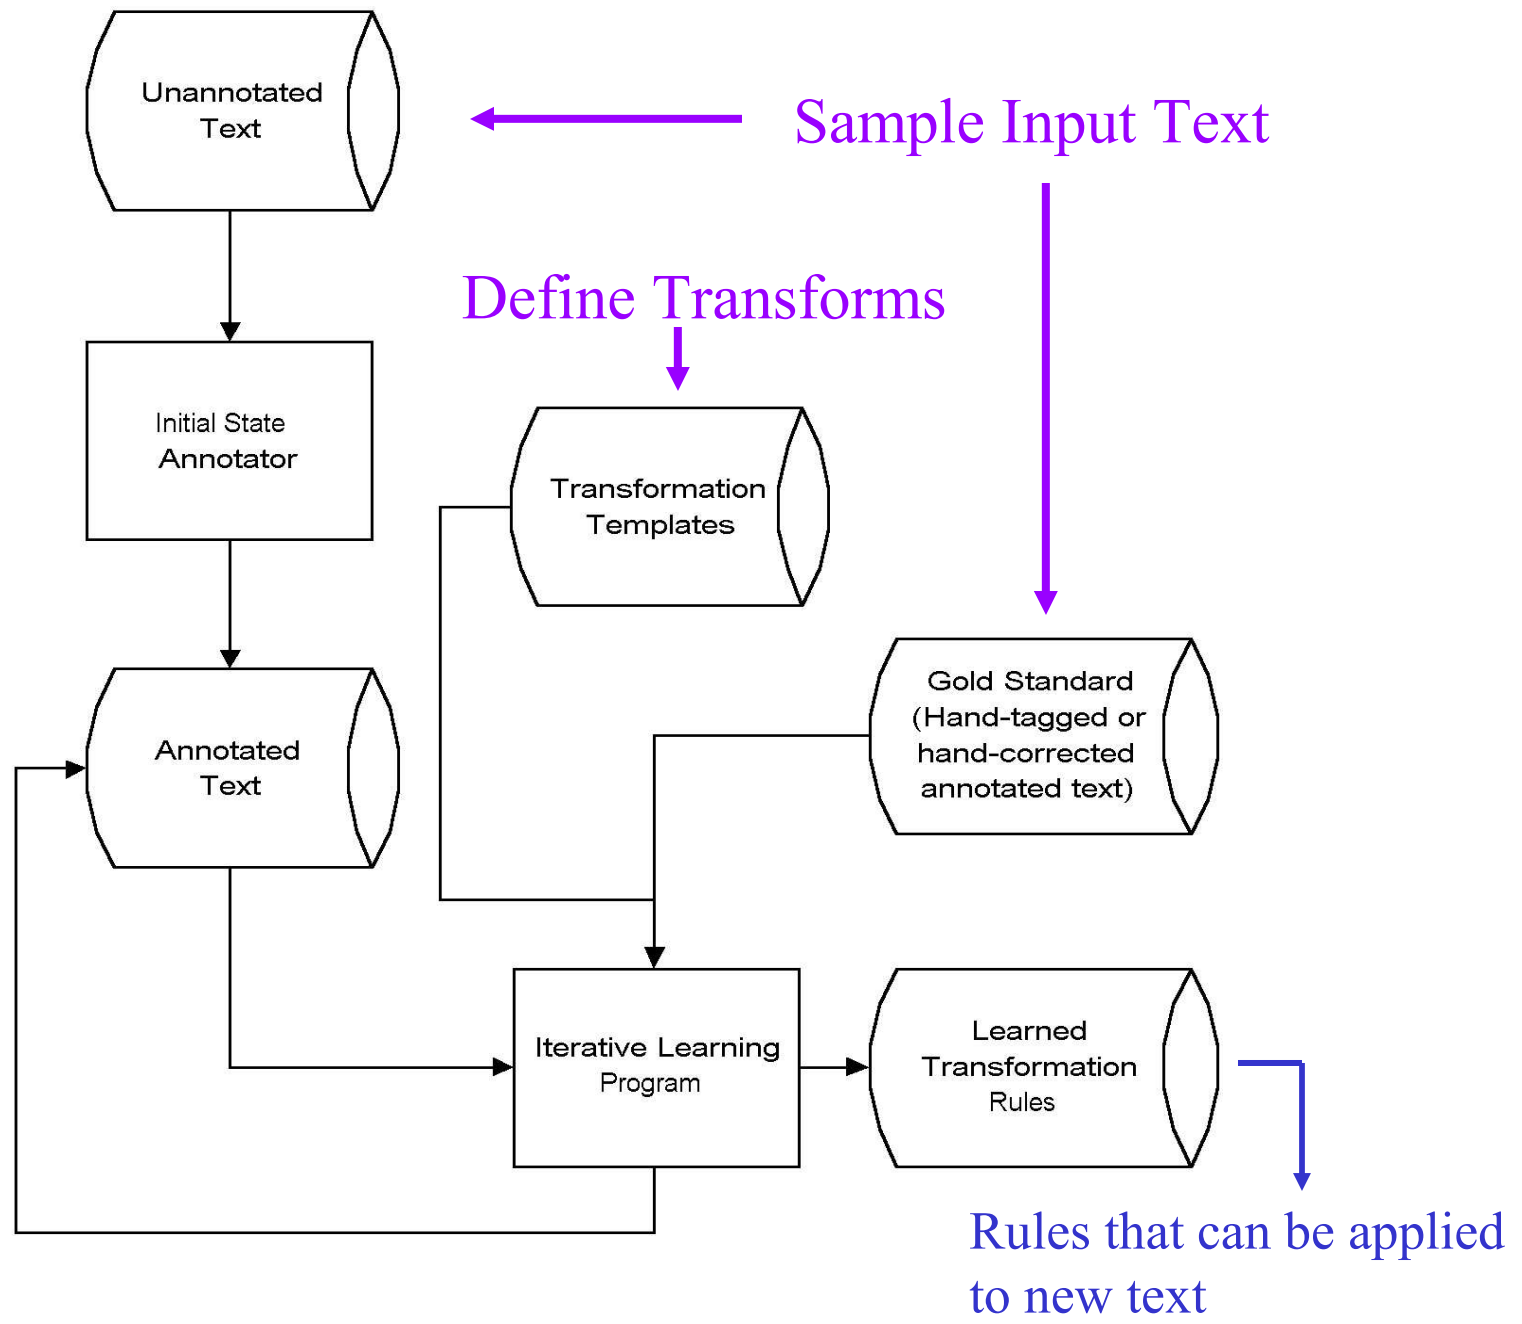 Unannotated
Text
Sample Input Text
Define Transforms
Initial State
Annotator
Transformation
Templates
Gold Standard
(Hand-tagged or
hand-corrected
annotated text)
Annotated
Text
Iterative Learning
Program
Learned
Transformation
Rules
Rules that can be applied
to new text